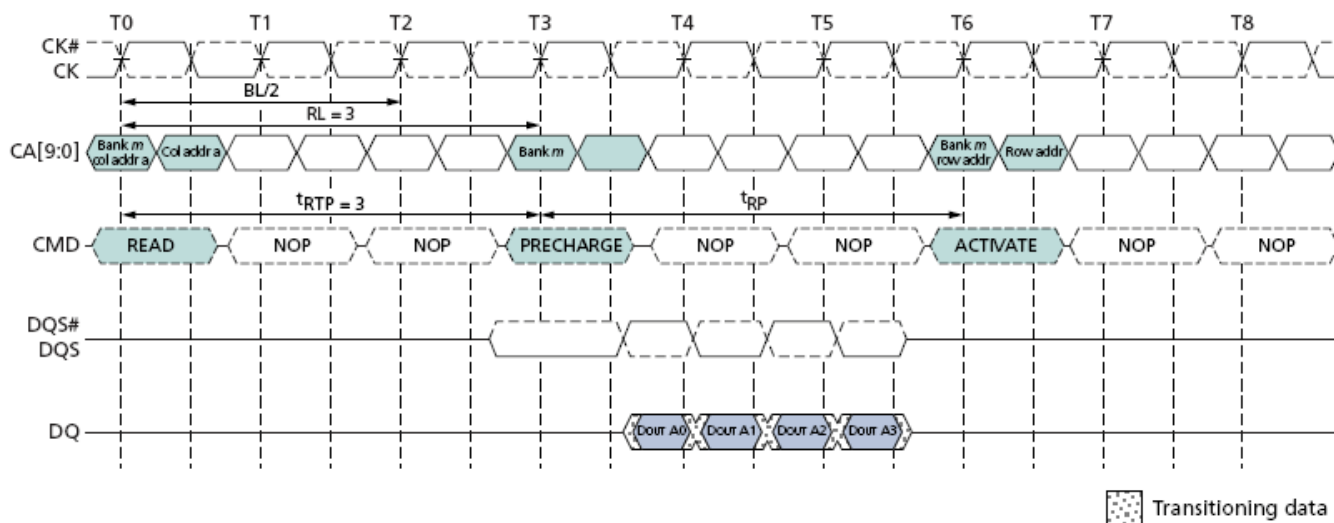 T0 T1 T2 T3 T4 T5 T6 T7 T8
CK#
CK
BL/2
RL = 3
CA[9:0]
Bank m col addr a
Col addr a
Bank m
Bank m row addr
Row addr
tRTP = 3
tRP
CMD READ NOP NOP PRECHARGE NOP NOP ACTIVATE NOP NOP
DQS#
DQS
DQ DOUT A0 DOUT A1 DOUT A2 DOUT A3
Transitioning data